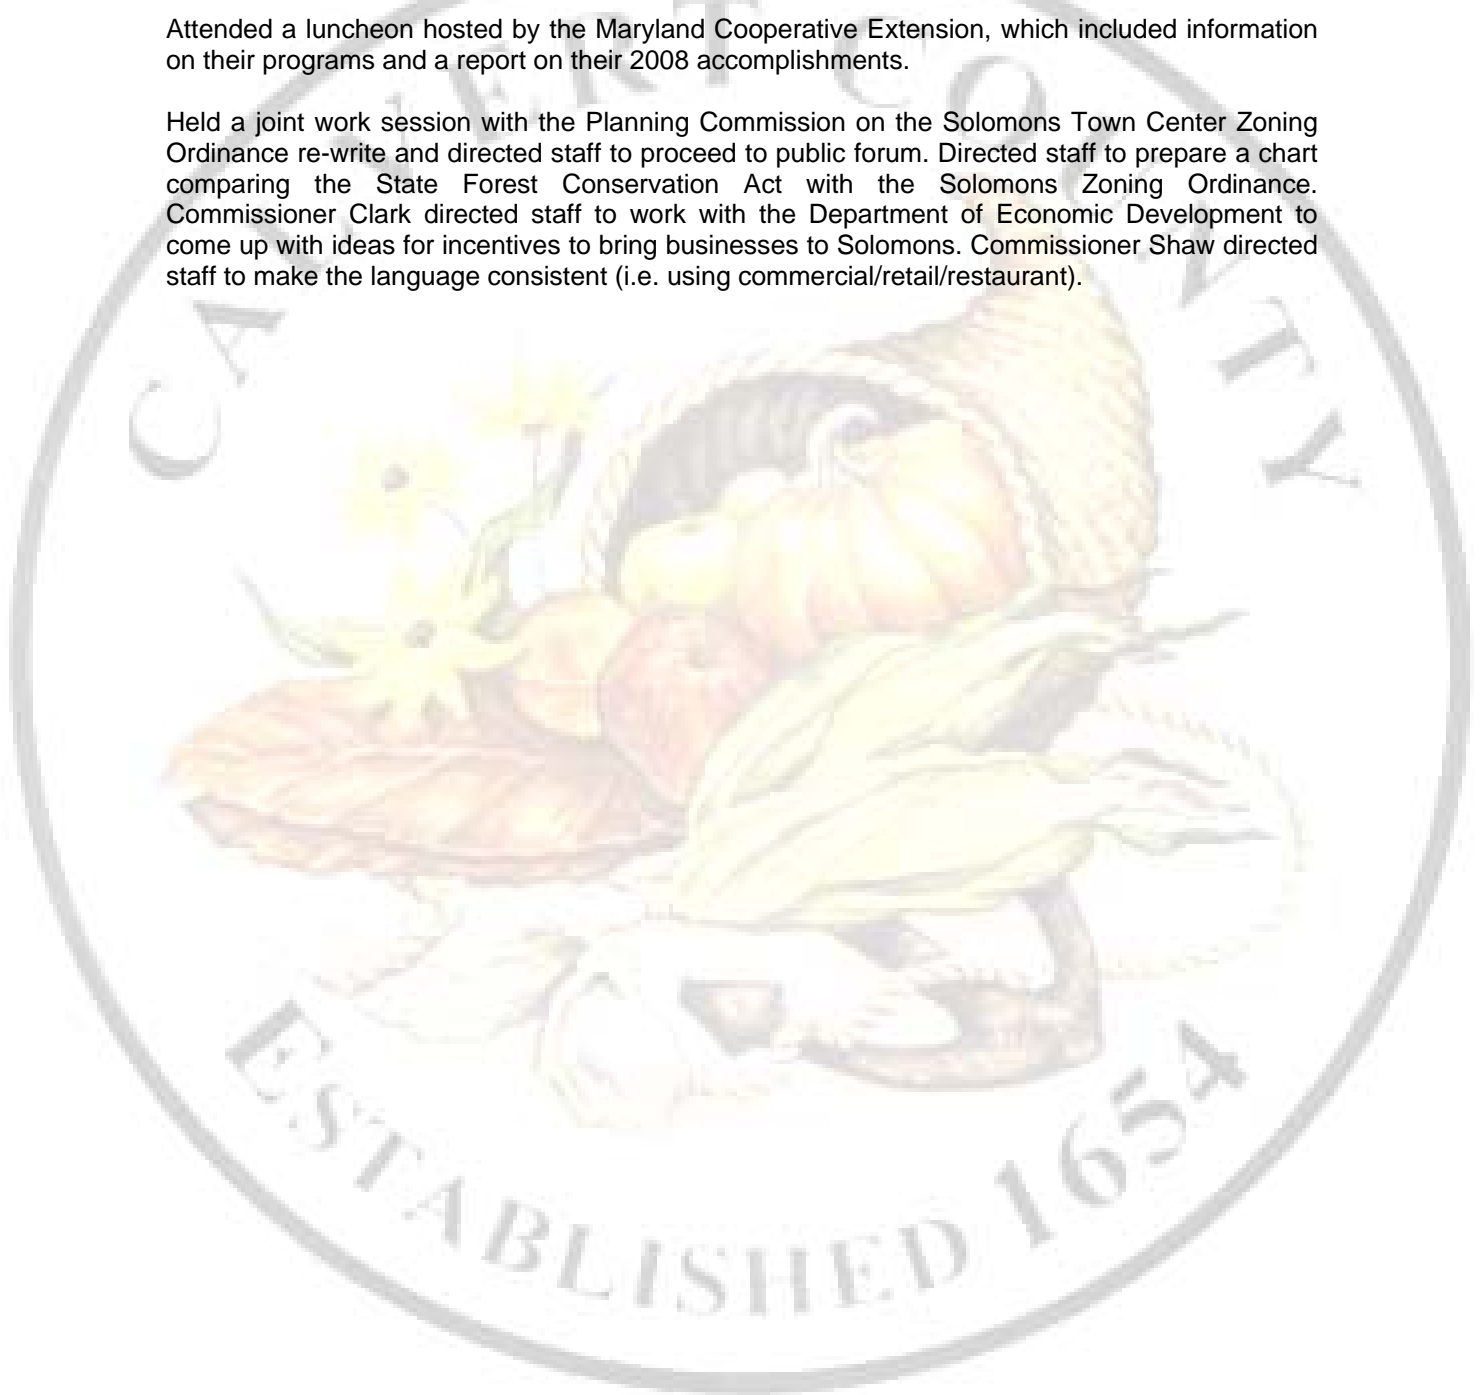 Attended a luncheon hosted by the Maryland Cooperative Extension, which included information
on their programs and a report on their 2008 accomplishments.
Held a joint work session with the Planning Commission on the Solomons Town Center Zoning
Ordinance re-write and directed staff to proceed to public forum. Directed staff to prepare a chart
comparing the State Forest Conservation Act with the Solomons Zoning Ordinance.
Commissioner Clark directed staff to work with the Department of Economic Development to
come up with ideas for incentives to bring businesses to Solomons. Commissioner Shaw directed
staff to make the language consistent (i.e. using commercial/retail/restaurant).
CALVERT COUNTY
ESTABLISHED 1654